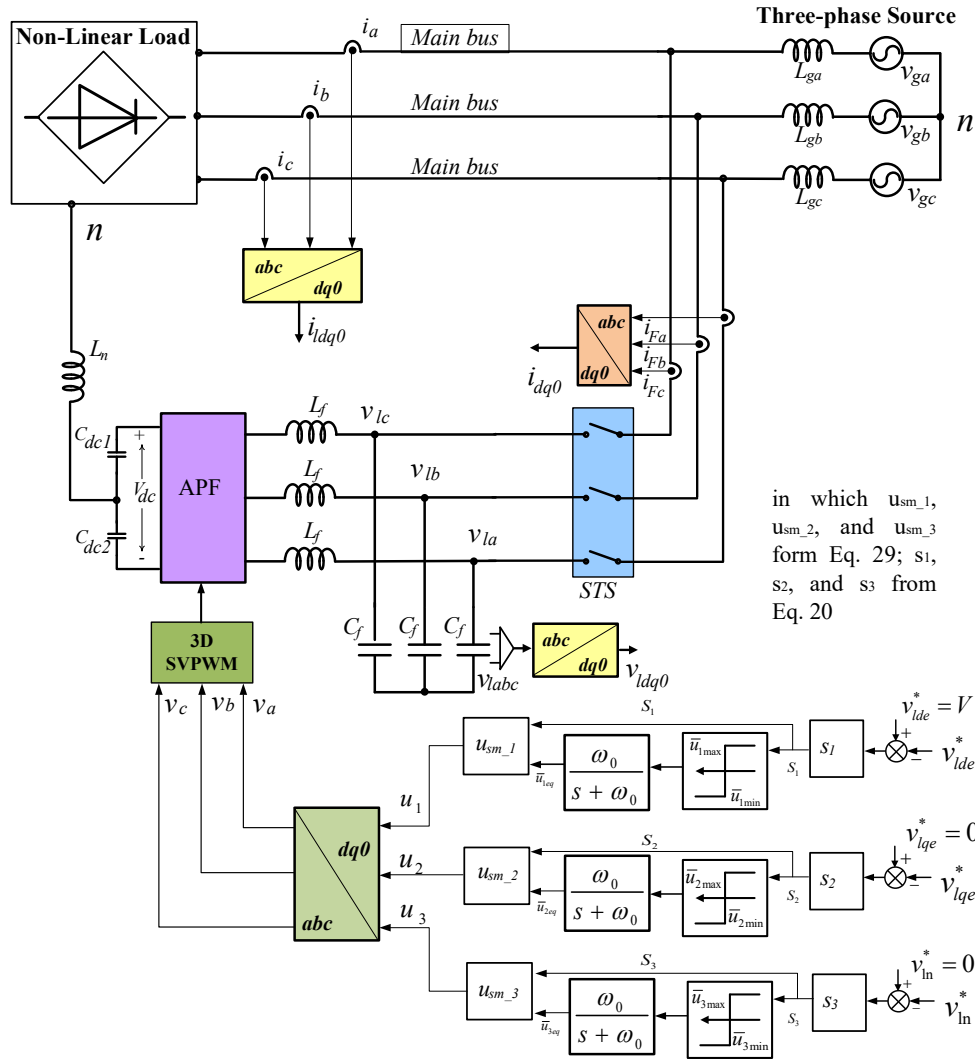 Non-Linear Load
i_a
Main bus
Three-phase Source
L_ga
v_ga
i_b
Main bus
L_gb
v_gb
n
i_c
Main bus
L_gc
v_gc
n
abc
dq0
i_ldq0
abc
dq0
i_Fa
i_Fb
i_Fc
i_dq0
L_n
C_dc1
C_dc2
+
V_dc
-
APF
L_f
v_lc
L_f
v_lb
L_f
v_la
STS
in which u_sm_1,
u_sm_2, and u_sm_3
form Eq. 29; s_1,
s_2, and s_3 from
Eq. 20
C_f
C_f
C_f
v_labc
abc
dq0
v_ldq0
3D
SVPWM
v_c
v_b
v_a
dq0
abc
u_1
u_2
u_3
u_sm_1
S_1
ū_1eq
ω_0
s + ω_0
ū_1max
ū_1min
S_1
s_1
v*_lde = V
+
−
v*_lde
u_sm_2
S_2
ū_2eq
ω_0
s + ω_0
ū_2max
ū_2min
S_2
s_2
v*_lqe = 0
+
−
v*_lqe
u_sm_3
S_3
ū_3eq
ω_0
s + ω_0
ū_3max
ū_3min
S_3
s_3
v*_ln = 0
+
−
v*_ln